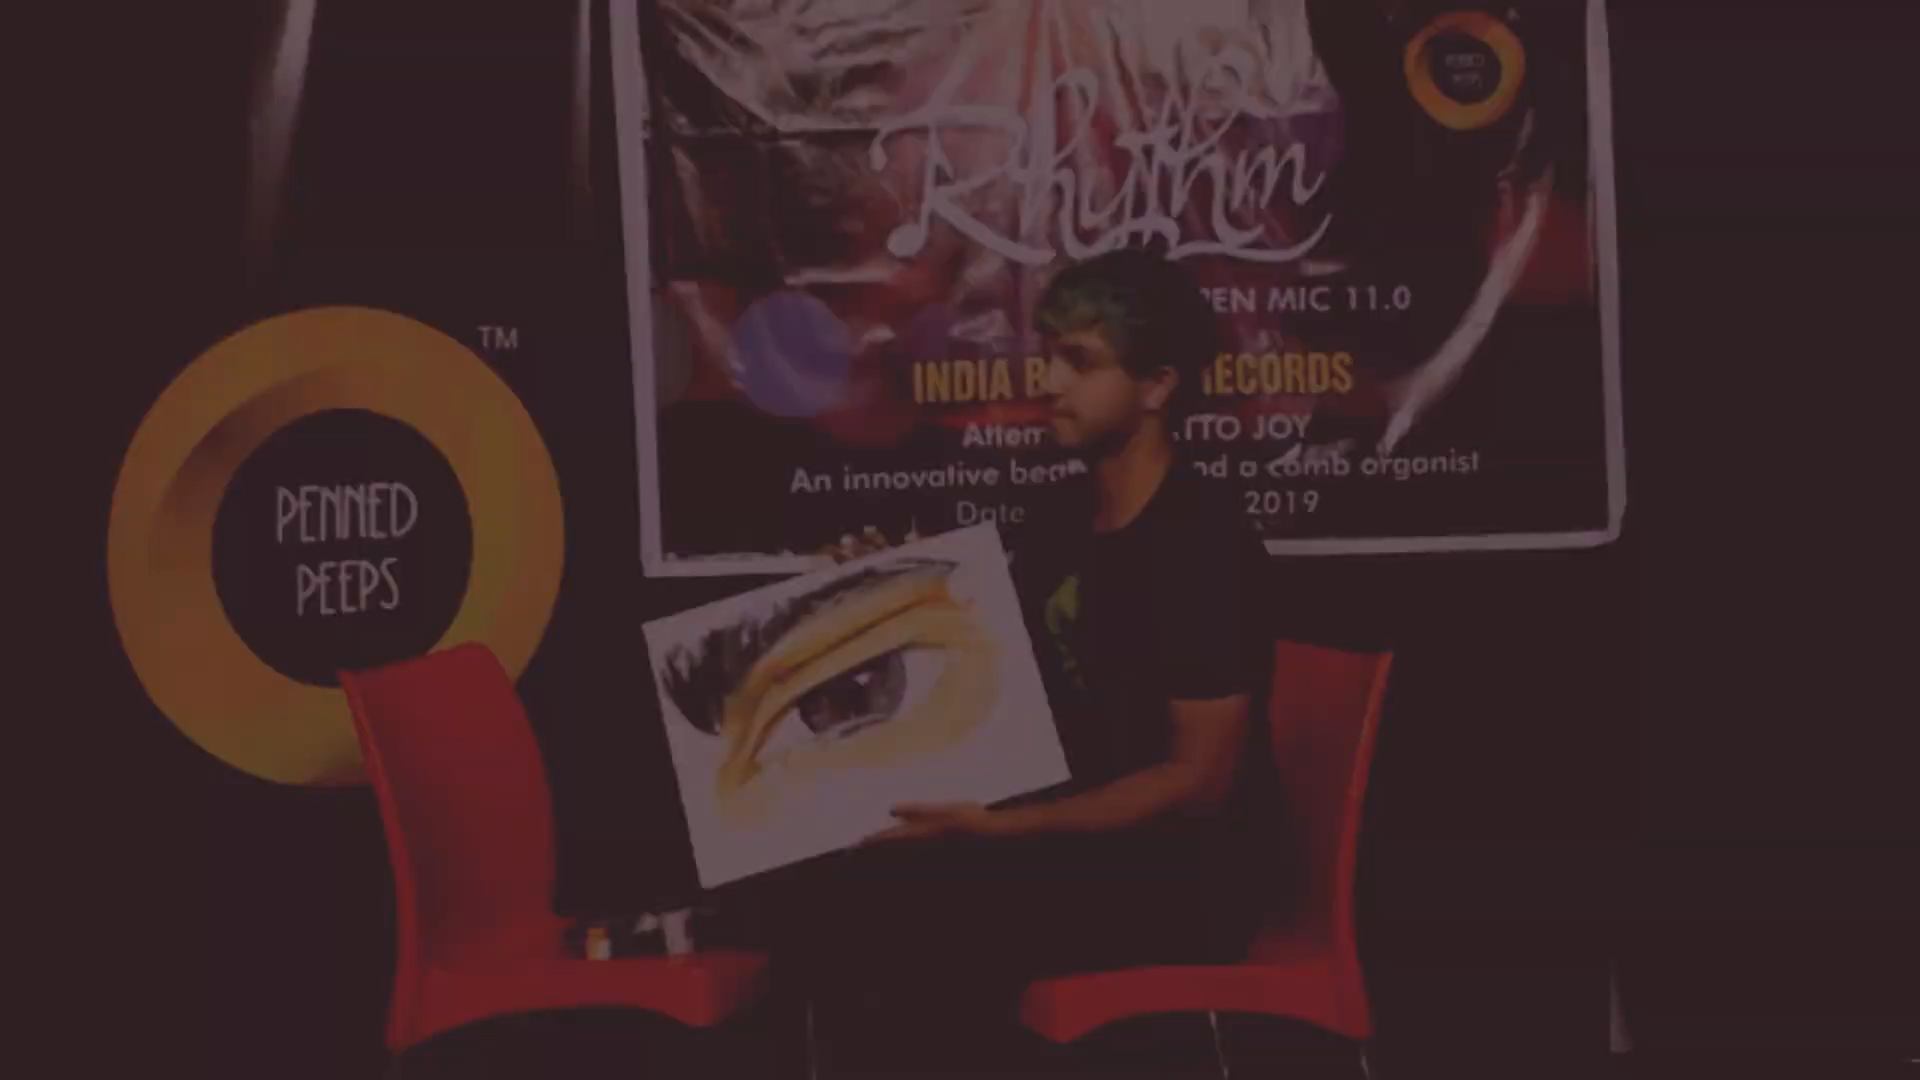 Rhythm
PEN MIC 11.0
TM
INDIA B ECORDS
Attem TTO JOY
An innovative bea nd a comb organist
Date 2019
PENNED
PEEPS